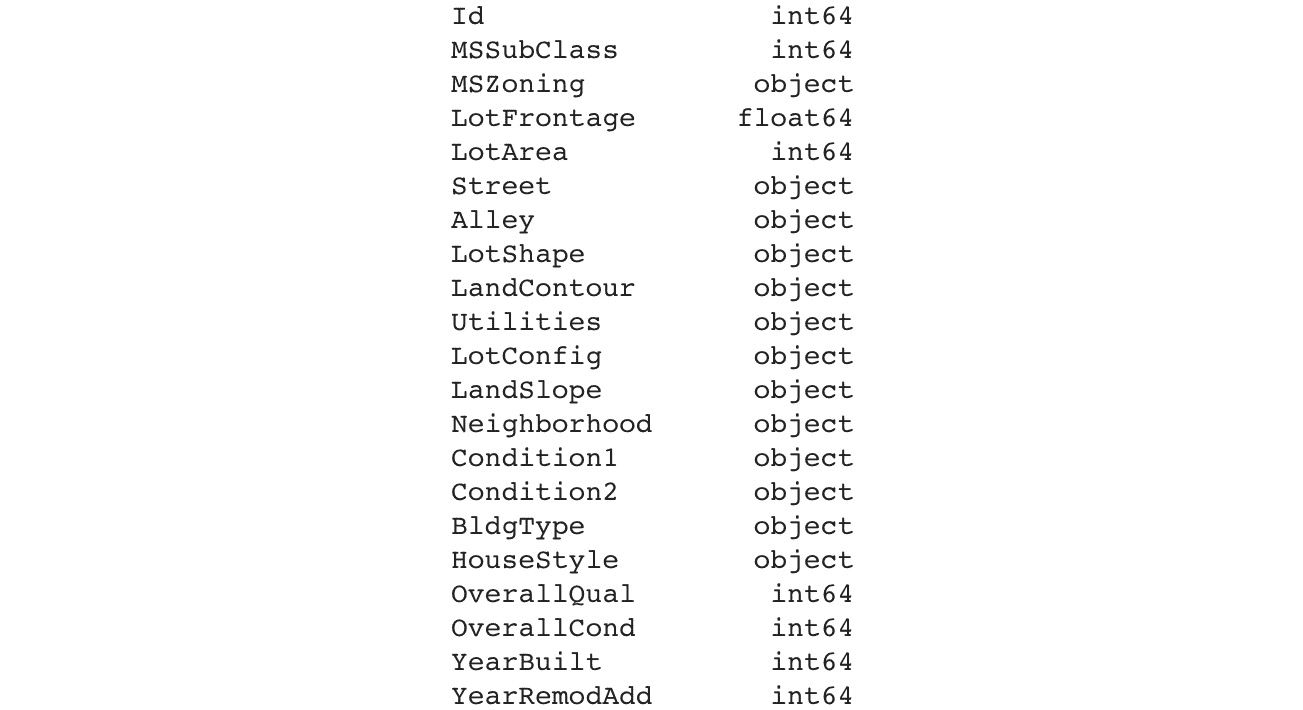 Id int64
MSSubClass int64
MSZoning object
LotFrontage float64
LotArea int64
Street object
Alley object
LotShape object
LandContour object
Utilities object
LotConfig object
LandSlope object
Neighborhood object
Condition1 object
Condition2 object
BldgType object
HouseStyle object
OverallQual int64
OverallCond int64
YearBuilt int64
YearRemodAdd int64